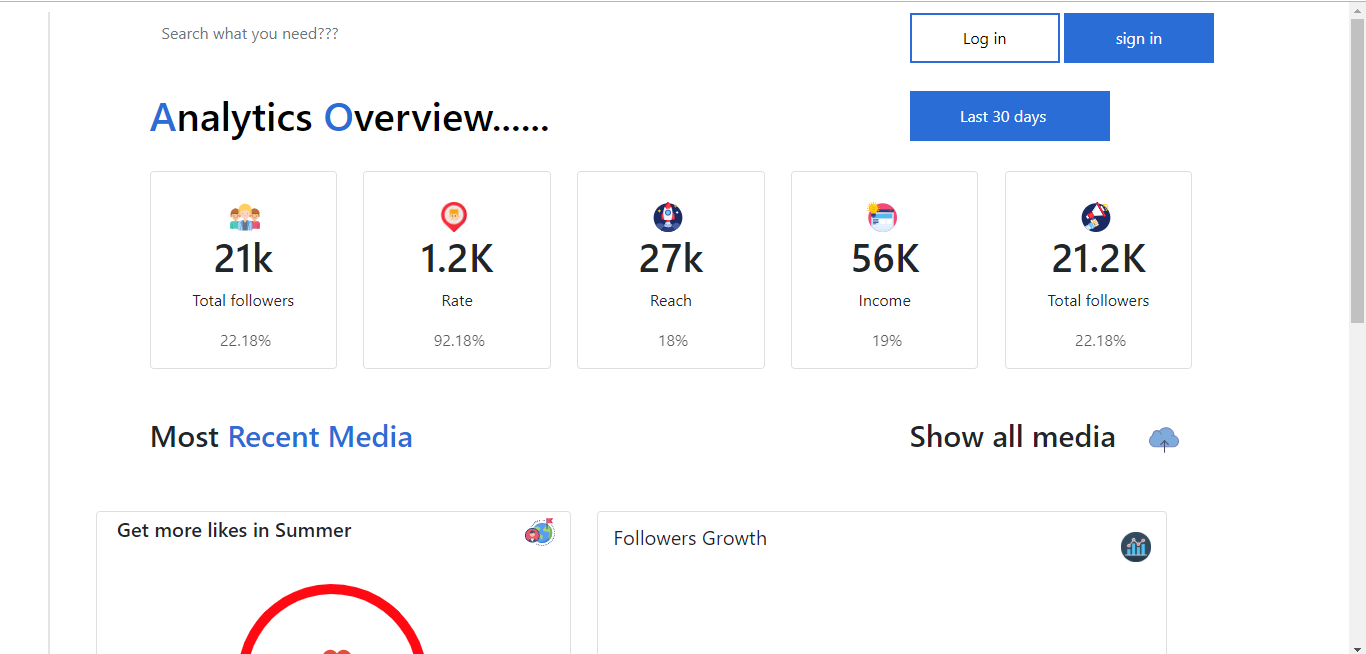 Search what you need???
Log in
sign in
Analytics Overview......
Last 30 days
21k
Total followers
22.18%
1.2K
Rate
92.18%
27k
Reach
18%
56K
Income
19%
21.2K
Total followers
22.18%
Most Recent Media
Show all media
Get more likes in Summer
Followers Growth